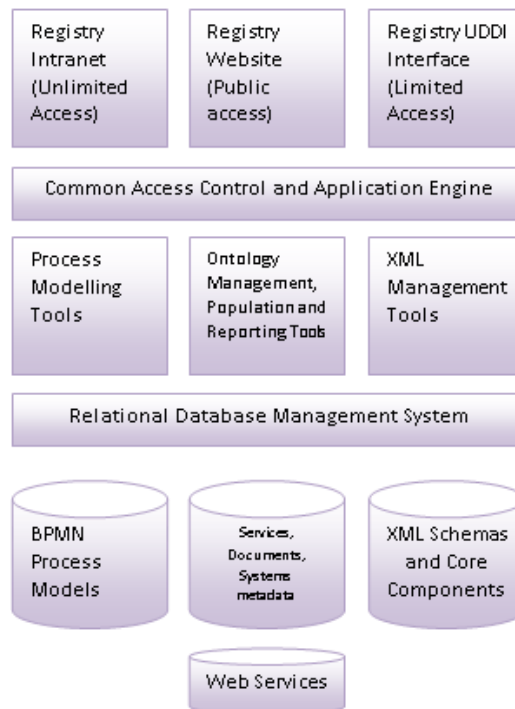 Registry
Intranet
(Unlimited
Access)
Registry
Website
(Public
access)
Registry UDDI
Interface
(Limited
Access)
Common Access Control and Application Engine
Process
Modelling
Tools
Ontology
Management,
Population and
Reporting Tools
XML
Management
Tools
Relational Database Management System
BPMN
Process
Models
Services,
Documents,
Systems
metadata
XML Schemas
and Core
Components
Web Services